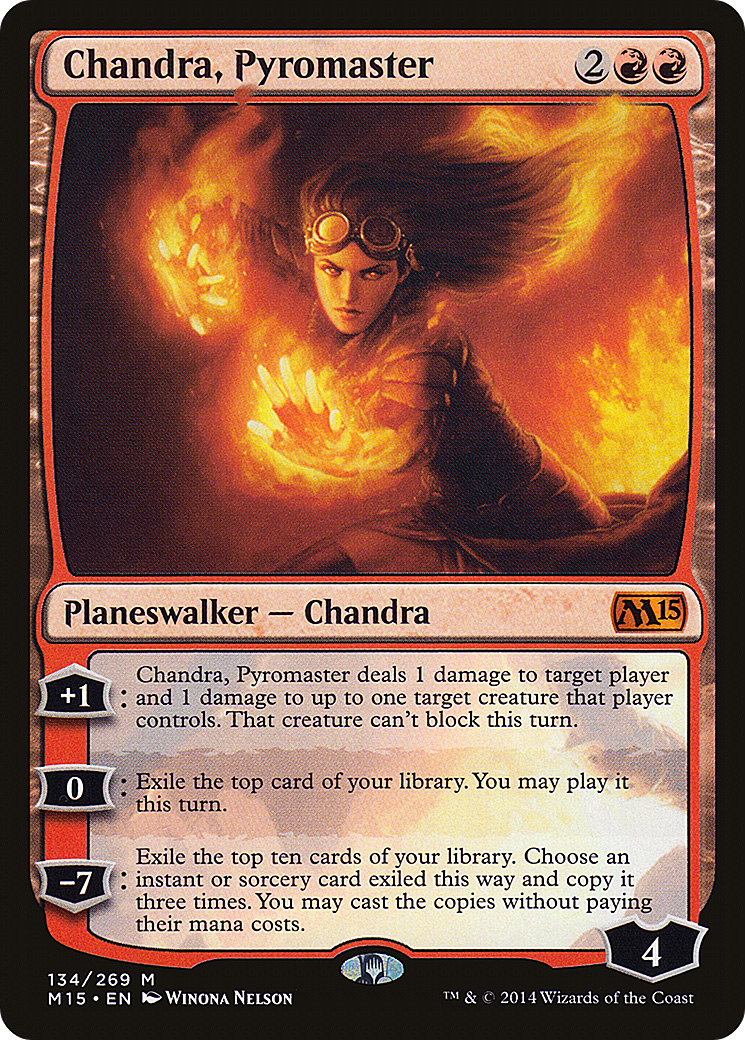 Chandra, Pyromaster 2
Planeswalker — Chandra M15
+1: Chandra, Pyromaster deals 1 damage to target player
and 1 damage to up to one target creature that player
controls. That creature can't block this turn.
0: Exile the top card of your library. You may play it
this turn.
Exile the top ten cards of your library. Choose an
-7: instant or sorcery card exiled this way and copy it
three times. You may cast the copies without paying
their mana costs.
4
134/269 M
M15 • EN Winona Nelson ™ & © 2014 Wizards of the Coast